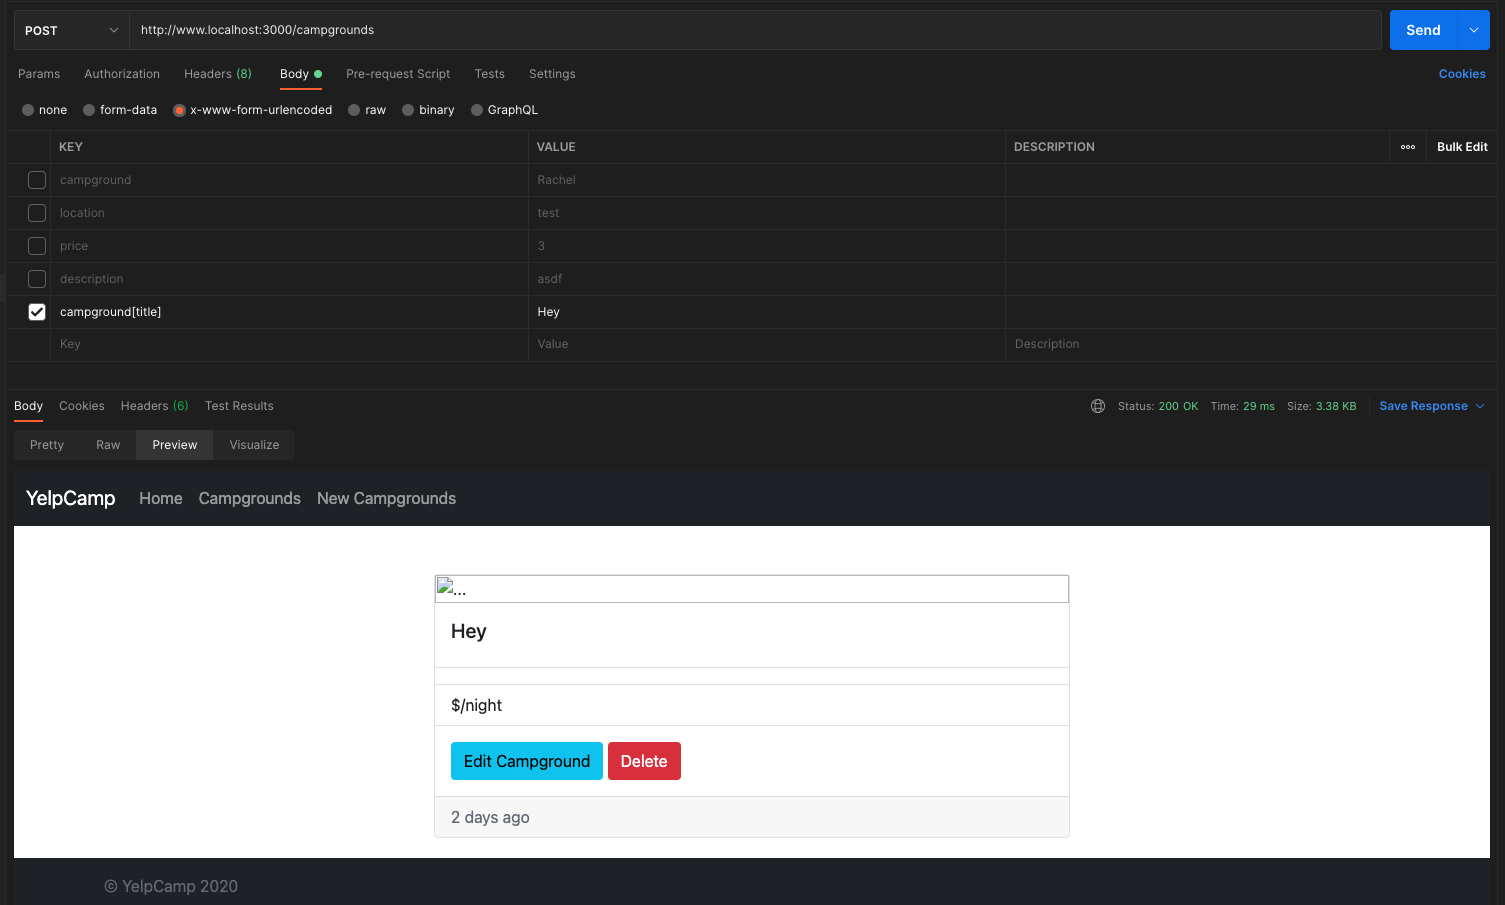 POST http://www.localhost:3000/campgrounds Send
Params Authorization Headers (8) Body Pre-request Script Tests Settings Cookies
none form-data x-www-form-urlencoded raw binary GraphQL
KEY VALUE DESCRIPTION ooo Bulk Edit
campground Rachel
location test
price 3
description asdf
campground[title] Hey
Key Value Description
Body Cookies Headers (6) Test Results Status: 200 OK Time: 29 ms Size: 3.38 KB Save Response
Pretty Raw Preview Visualize
YelpCamp Home Campgrounds New Campgrounds
...
Hey
$/night
Edit Campground Delete
2 days ago
© YelpCamp 2020